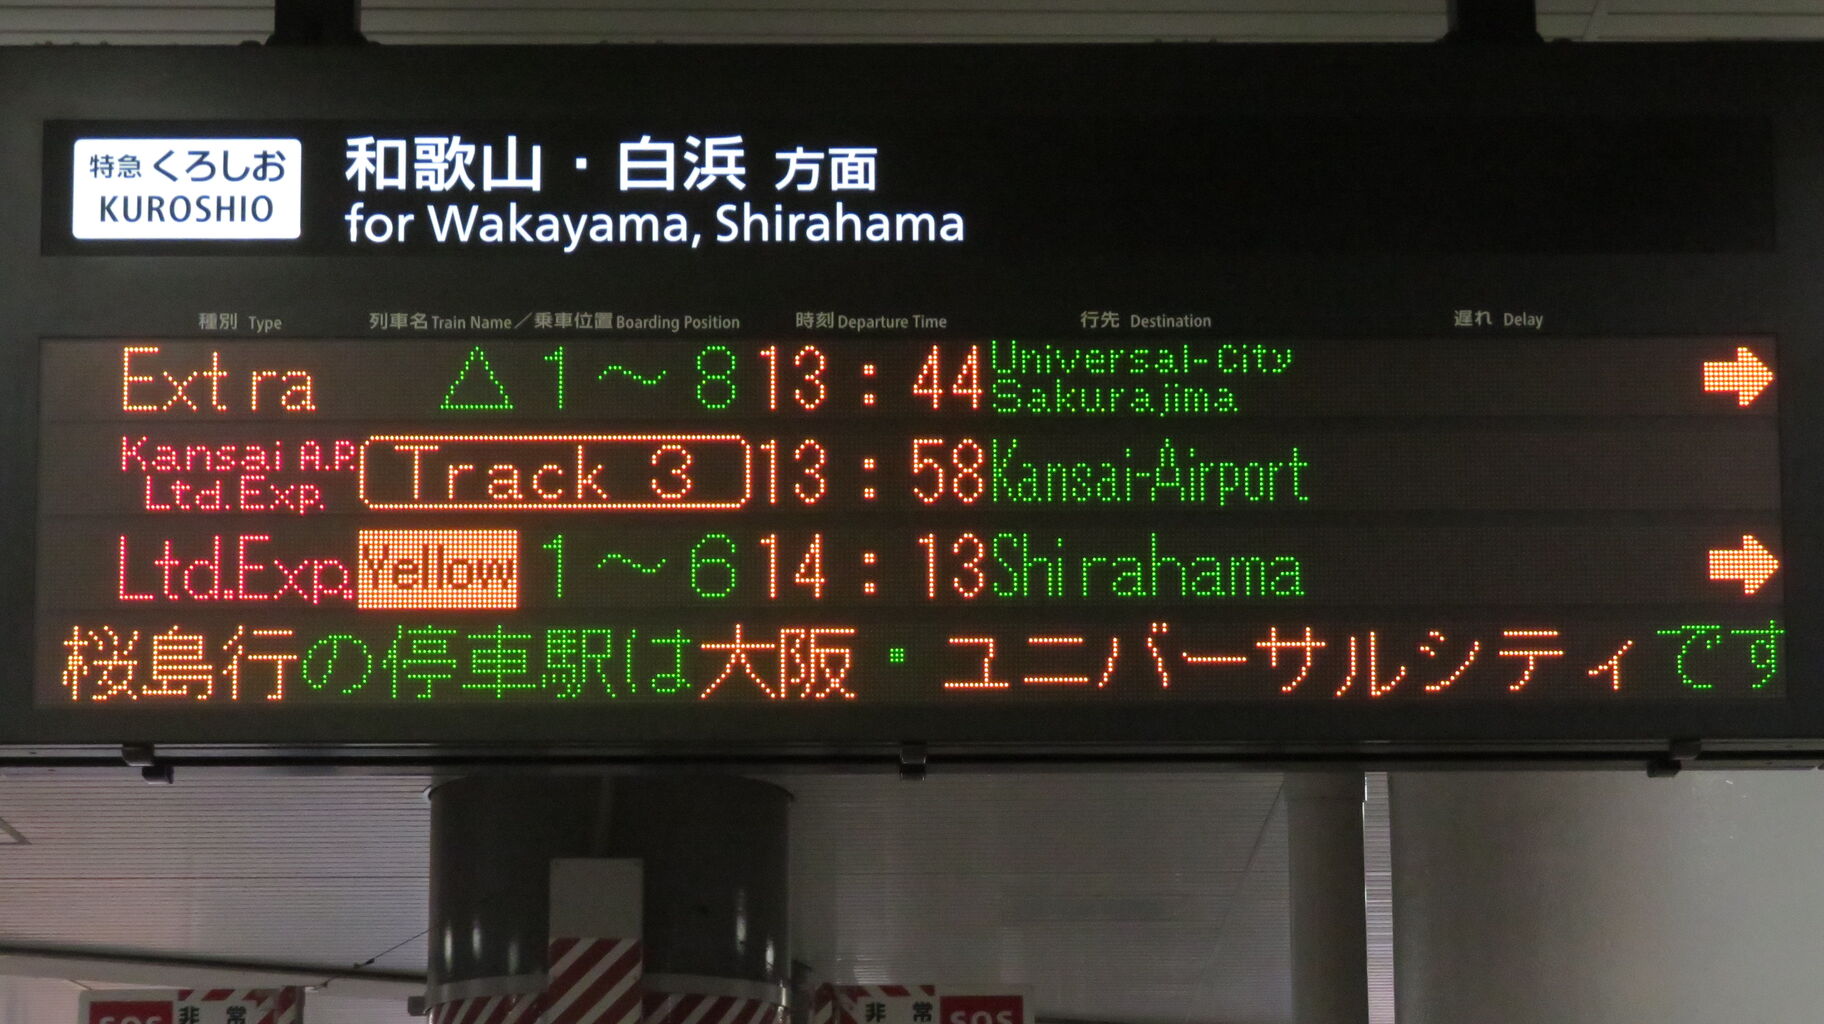 特急 くろしお
KUROSHIO
和歌山・白浜 方面
for Wakayama, Shirahama
種別 Type 列車名 Train Name／乗車位置 Boarding Position 時刻 Departure Time 行先 Destination 遅れ Delay
Extra △ 1～8 13:44 Universal-City Sakurajima
Kansai A.P. Ltd.Exp. Track 3 13:58 Kansai-Airport
Ltd.Exp. Yellow 1～6 14:13 Shirahama
桜島行の停車駅は大阪・ユニバーサルシティです
SOS 非常
非常 SOS